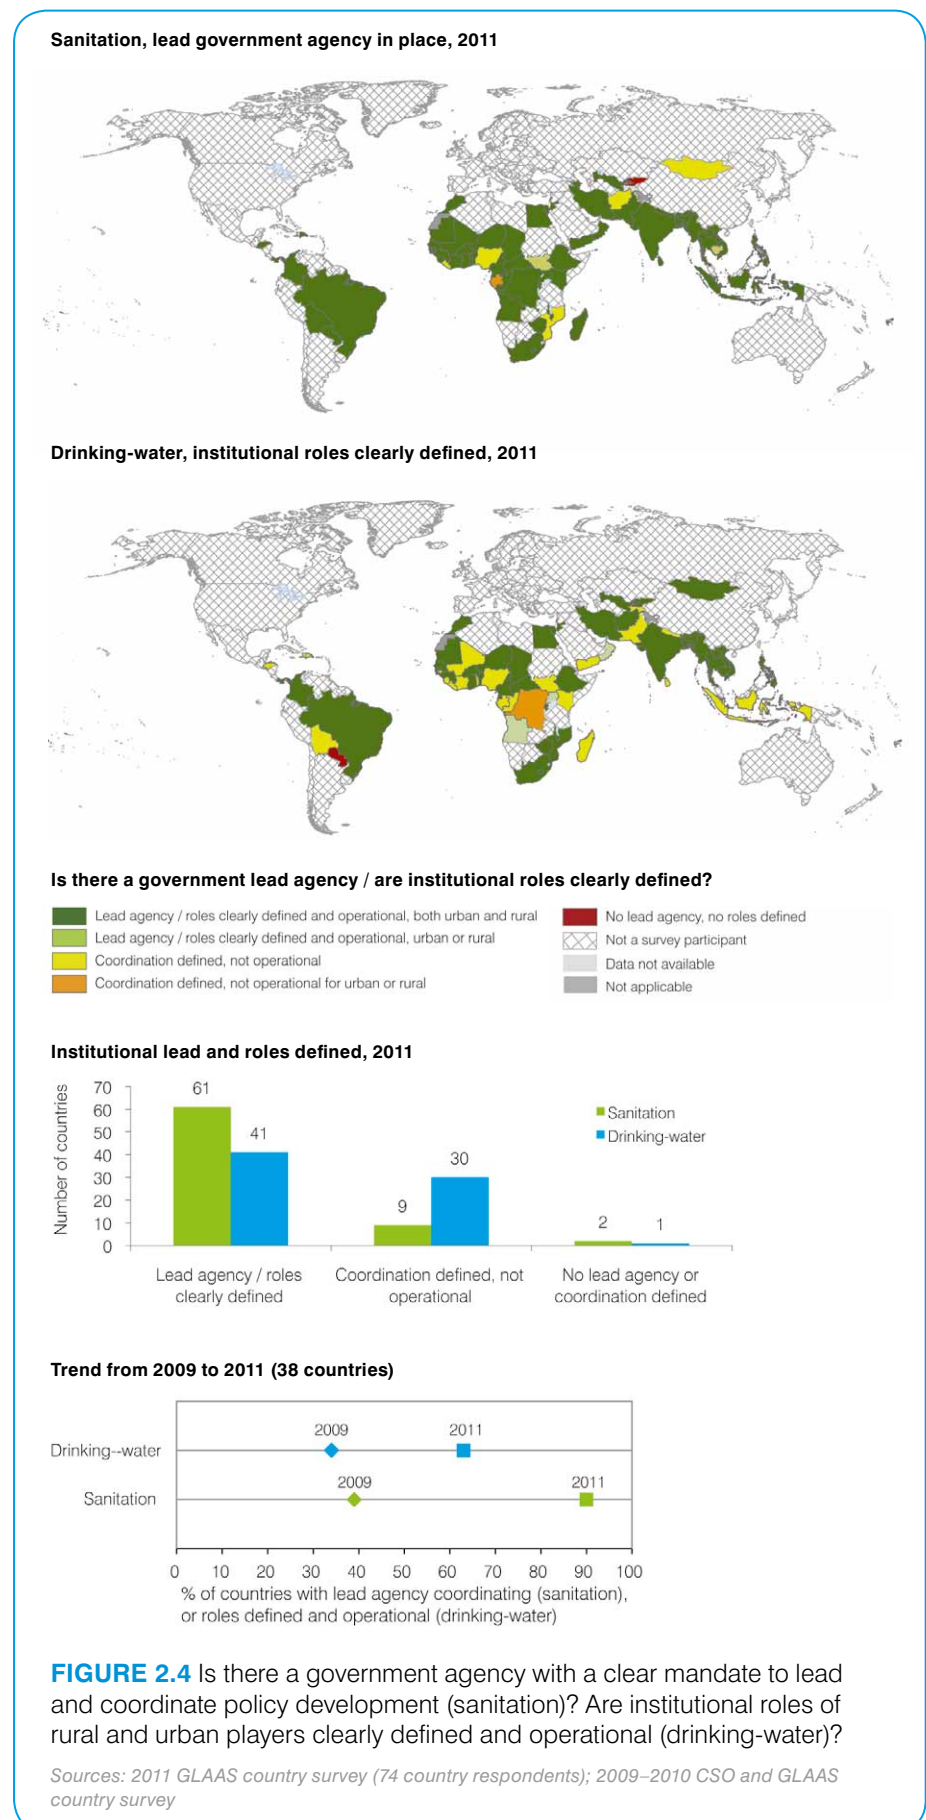 Sanitation, lead government agency in place, 2011
Drinking-water, institutional roles clearly defined, 2011
Is there a government lead agency / are institutional roles clearly defined?
Lead agency / roles clearly defined and operational, both urban and rural
Lead agency / roles clearly defined and operational, urban or rural
Coordination defined, not operational
Coordination defined, not operational for urban or rural
No lead agency, no roles defined
Not a survey participant
Data not available
Not applicable
Institutional lead and roles defined, 2011
Number of countries
70
60
50
40
30
20
10
0
61
41
9
30
2
1
Sanitation
Drinking-water
Lead agency / roles
clearly defined
Coordination defined, not
operational
No lead agency or
coordination defined
Trend from 2009 to 2011 (38 countries)
2009 2011
Drinking--water
2009 2011
Sanitation
0 10 20 30 40 50 60 70 80 90 100
% of countries with lead agency coordinating (sanitation),
or roles defined and operational (drinking-water)
FIGURE 2.4 Is there a government agency with a clear mandate to lead
and coordinate policy development (sanitation)? Are institutional roles of
rural and urban players clearly defined and operational (drinking-water)?
Sources: 2011 GLAAS country survey (74 country respondents); 2009–2010 CSO and GLAAS
country survey